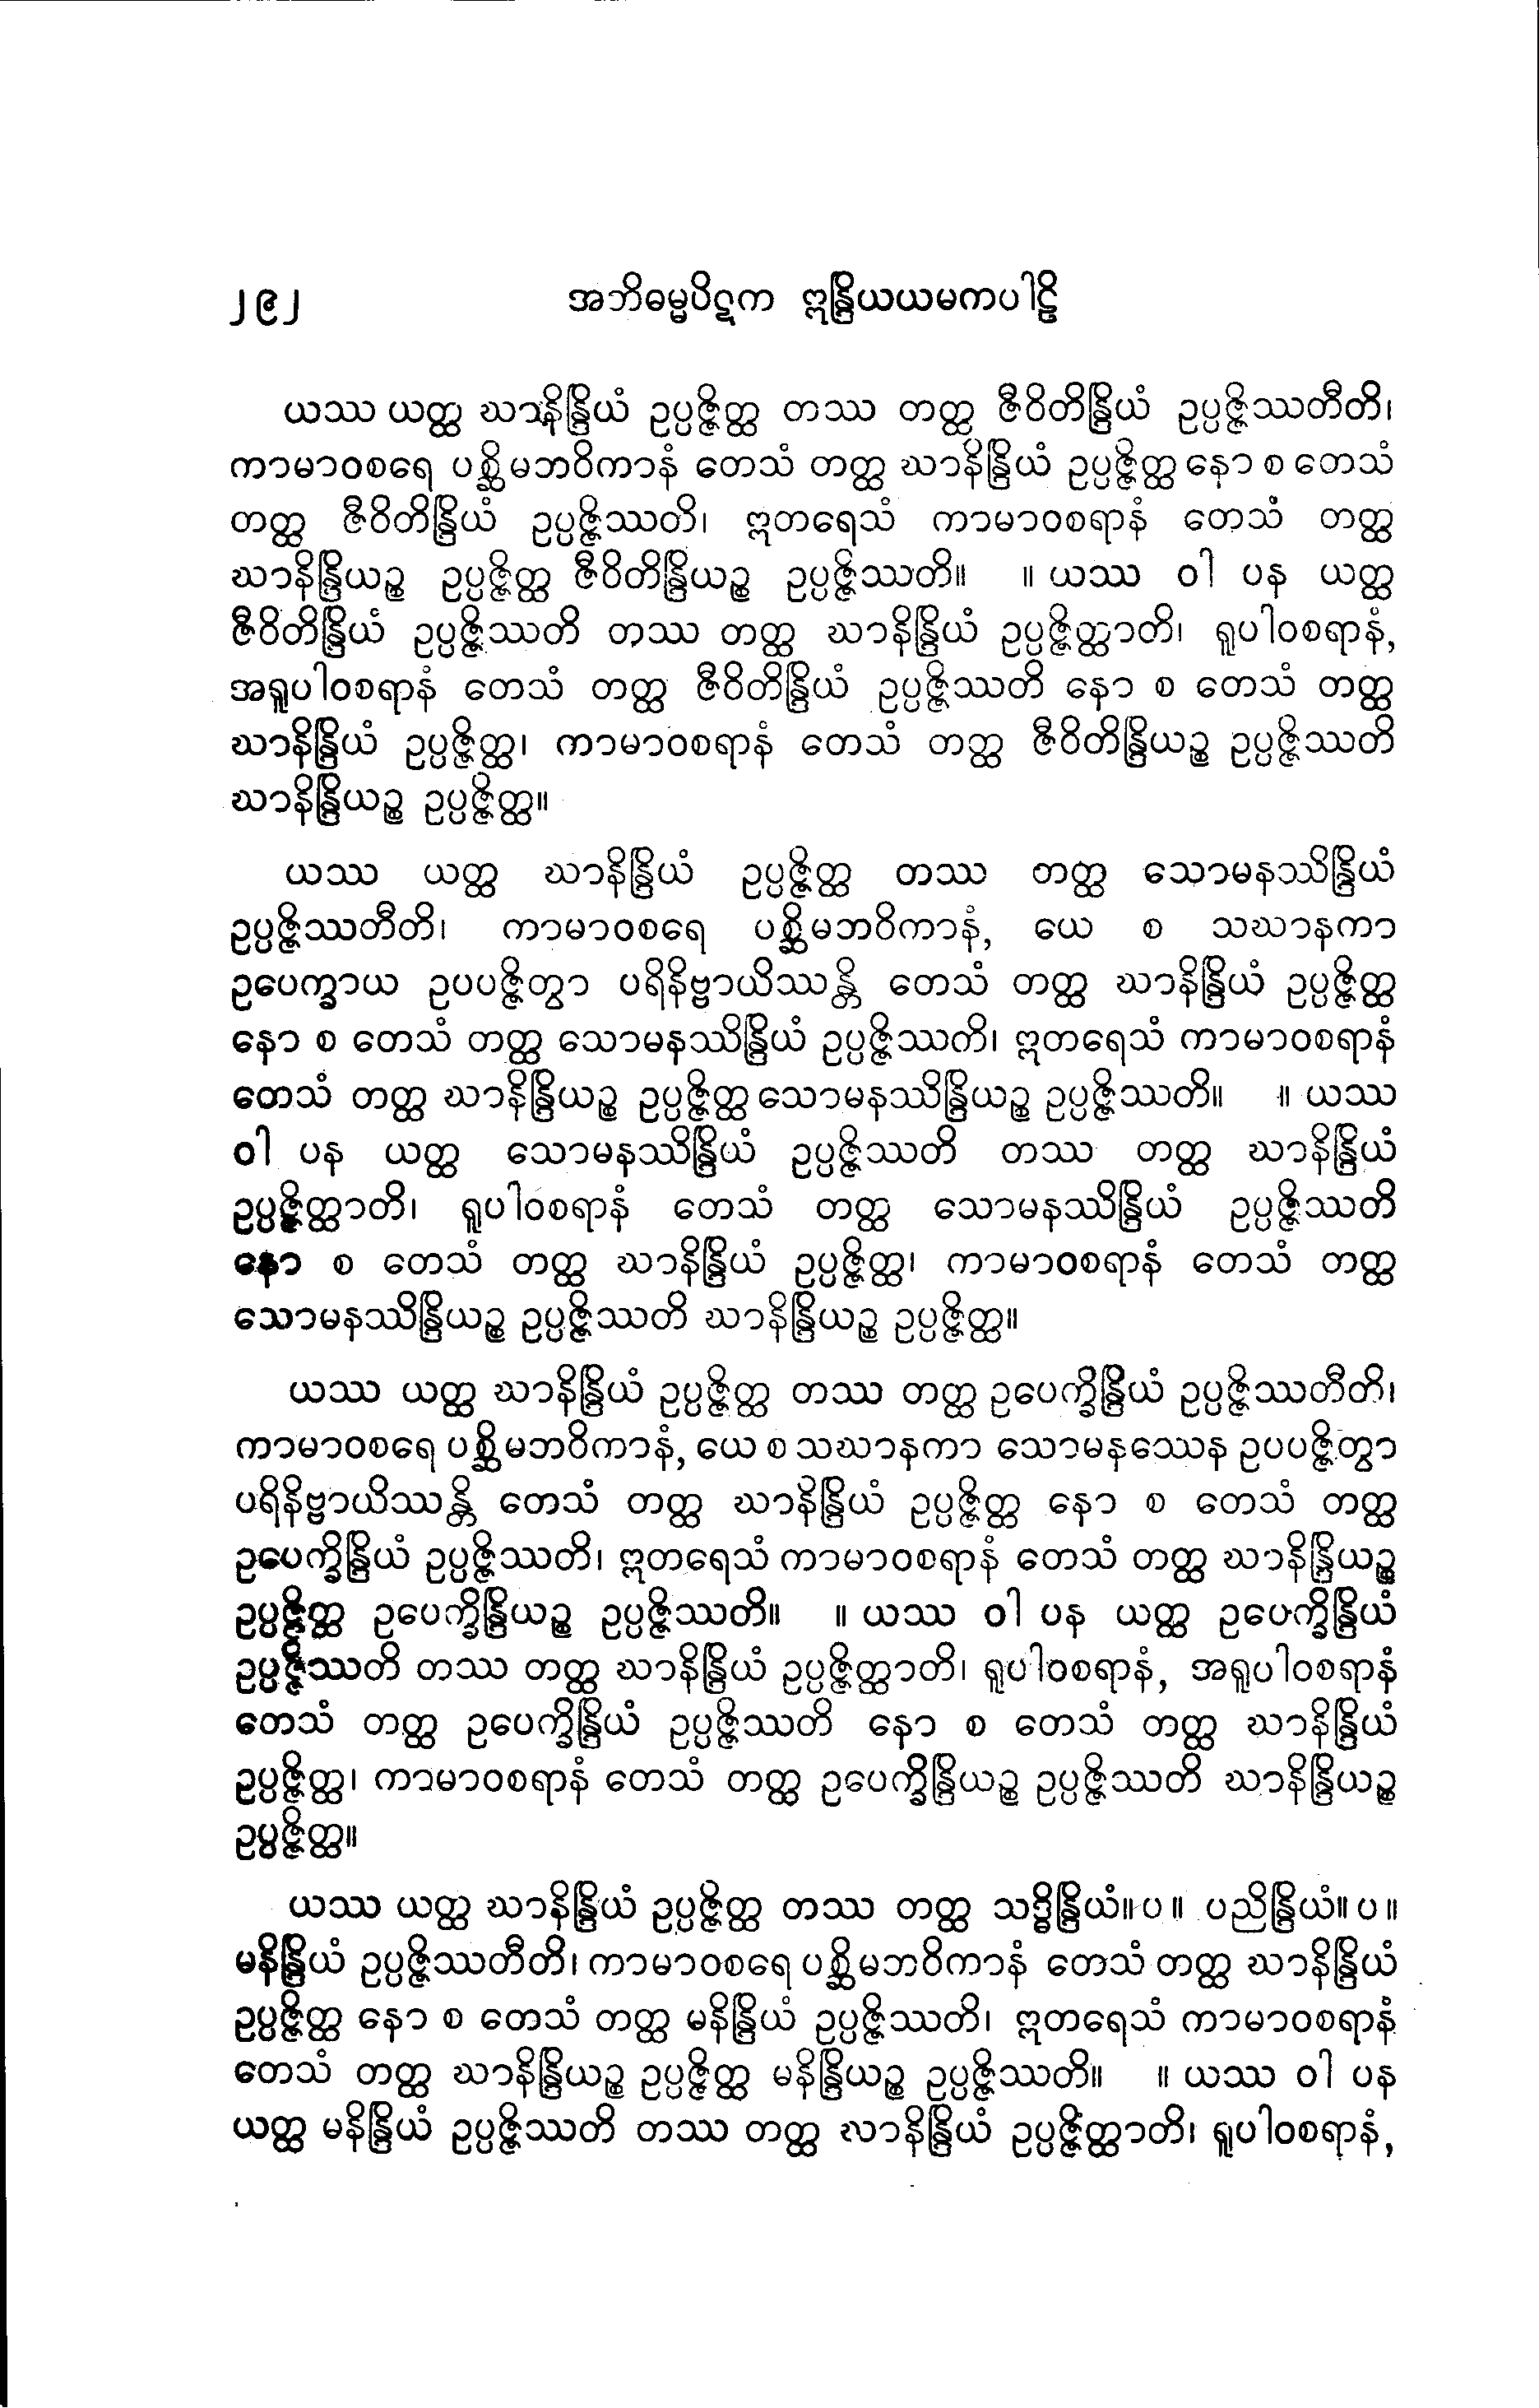 ၂၉၂ အဘိဓမ္မပိဋက ဣန္ဒြိယယမကပါဠိ
ယဿ ယတ္ထ ဃာနိန္ဒြိယံ ဥပ္ပဇ္ဇိတ္ထ တဿ တတ္ထ ဇီဝိတိန္ဒြိယံ ဥပ္ပဇ္ဇိဿတီတိ၊
ကာမာဝစရေ ပစ္ဆိမဘဝိကာနံ တေသံ တတ္ထ ဃာနိန္ဒြိယံ ဥပ္ပဇ္ဇိတ္ထ နော စ တေသံ
တတ္ထ ဇီဝိတိန္ဒြိယံ ဥပ္ပဇ္ဇိဿတိ၊ ဣတရေသံ ကာမာဝစရာနံ တေသံ တတ္ထ
ဃာနိန္ဒြိယဉ္စ ဥပ္ပဇ္ဇိတ္ထ ဇီဝိတိန္ဒြိယဉ္စ ဥပ္ပဇ္ဇိဿတိ။ ။ ယဿ ဝါ ပန ယတ္ထ
ဇီဝိတိန္ဒြိယံ ဥပ္ပဇ္ဇိဿတိ တဿ တတ္ထ ဃာနိန္ဒြိယံ ဥပ္ပဇ္ဇိတ္ထာတိ၊ ရူပါဝစရာနံ,
အရူပါဝစရာနံ တေသံ တတ္ထ ဇီဝိတိန္ဒြိယံ ဥပ္ပဇ္ဇိဿတိ နော စ တေသံ တတ္ထ
ဃာနိန္ဒြိယံ ဥပ္ပဇ္ဇိတ္ထ၊ ကာမာဝစရာနံ တေသံ တတ္ထ ဇီဝိတိန္ဒြိယဉ္စ ဥပ္ပဇ္ဇိဿတိ
ဃာနိန္ဒြိယဉ္စ ဥပ္ပဇ္ဇိတ္ထ။
ယဿ ယတ္ထ ဃာနိန္ဒြိယံ ဥပ္ပဇ္ဇိတ္ထ တဿ တတ္ထ သောမနဿိန္ဒြိယံ
ဥပ္ပဇ္ဇိဿတီတိ၊ ကာမာဝစရေ ပစ္ဆိမဘဝိကာနံ, ယေ စ သဃာနကာ
ဥပေက္ခာယ ဥပပဇ္ဇိတွာ ပရိနိဗ္ဗာယိဿန္တိ တေသံ တတ္ထ ဃာနိန္ဒြိယံ ဥပ္ပဇ္ဇိတ္ထ
နော စ တေသံ တတ္ထ သောမနဿိန္ဒြိယံ ဥပ္ပဇ္ဇိဿတိ၊ ဣတရေသံ ကာမာဝစရာနံ
တေသံ တတ္ထ ဃာနိန္ဒြိယဉ္စ ဥပ္ပဇ္ဇိတ္ထ သောမနဿိန္ဒြိယဉ္စ ဥပ္ပဇ္ဇိဿတိ။ ။ ယဿ
ဝါ ပန ယတ္ထ သောမနဿိန္ဒြိယံ ဥပ္ပဇ္ဇိဿတိ တဿ တတ္ထ ဃာနိန္ဒြိယံ
ဥပ္ပဇ္ဇိတ္ထာတိ၊ ရူပါဝစရာနံ တေသံ တတ္ထ သောမနဿိန္ဒြိယံ ဥပ္ပဇ္ဇိဿတိ
နော စ တေသံ တတ္ထ ဃာနိန္ဒြိယံ ဥပ္ပဇ္ဇိတ္ထ၊ ကာမာဝစရာနံ တေသံ တတ္ထ
သောမနဿိန္ဒြိယဉ္စ ဥပ္ပဇ္ဇိဿတိ ဃာနိန္ဒြိယဉ္စ ဥပ္ပဇ္ဇိတ္ထ။
ယဿ ယတ္ထ ဃာနိန္ဒြိယံ ဥပ္ပဇ္ဇိတ္ထ တဿ တတ္ထ ဥပေက္ခိန္ဒြိယံ ဥပ္ပဇ္ဇိဿတီတိ၊
ကာမာဝစရေ ပစ္ဆိမဘဝိကာနံ, ယေ စ သဃာနကာ သောမနဿေန ဥပပဇ္ဇိတွာ
ပရိနိဗ္ဗာယိဿန္တိ တေသံ တတ္ထ ဃာနိန္ဒြိယံ ဥပ္ပဇ္ဇိတ္ထ နော စ တေသံ တတ္ထ
ဥပေက္ခိန္ဒြိယံ ဥပ္ပဇ္ဇိဿတိ၊ ဣတရေသံ ကာမာဝစရာနံ တေသံ တတ္ထ ဃာနိန္ဒြိယဉ္စ
ဥပ္ပဇ္ဇိတ္ထ ဥပေက္ခိန္ဒြိယဉ္စ ဥပ္ပဇ္ဇိဿတိ။ ။ ယဿ ဝါ ပန ယတ္ထ ဥပေက္ခိန္ဒြိယံ
ဥပ္ပဇ္ဇိဿတိ တဿ တတ္ထ ဃာနိန္ဒြိယံ ဥပ္ပဇ္ဇိတ္ထာတိ၊ ရူပါဝစရာနံ, အရူပါဝစရာနံ
တေသံ တတ္ထ ဥပေက္ခိန္ဒြိယံ ဥပ္ပဇ္ဇိဿတိ နော စ တေသံ တတ္ထ ဃာနိန္ဒြိယံ
ဥပ္ပဇ္ဇိတ္ထ၊ ကာမာဝစရာနံ တေသံ တတ္ထ ဥပေက္ခိန္ဒြိယဉ္စ ဥပ္ပဇ္ဇိဿတိ ဃာနိန္ဒြိယဉ္စ
ဥပ္ပဇ္ဇိတ္ထ။
ယဿ ယတ္ထ ဃာနိန္ဒြိယံ ဥပ္ပဇ္ဇိတ္ထ တဿ တတ္ထ သဒ္ဓိန္ဒြိယံ။ပ။ ပညိန္ဒြိယံ။ပ။
မနိန္ဒြိယံ ဥပ္ပဇ္ဇိဿတီတိ၊ ကာမာဝစရေ ပစ္ဆိမဘဝိကာနံ တေသံ တတ္ထ ဃာနိန္ဒြိယံ
ဥပ္ပဇ္ဇိတ္ထ နော စ တေသံ တတ္ထ မနိန္ဒြိယံ ဥပ္ပဇ္ဇိဿတိ၊ ဣတရေသံ ကာမာဝစရာနံ
တေသံ တတ္ထ ဃာနိန္ဒြိယဉ္စ ဥပ္ပဇ္ဇိတ္ထ မနိန္ဒြိယဉ္စ ဥပ္ပဇ္ဇိဿတိ။ ။ ယဿ ဝါ ပန
ယတ္ထ မနိန္ဒြိယံ ဥပ္ပဇ္ဇိဿတိ တဿ တတ္ထ ဃာနိန္ဒြိယံ ဥပ္ပဇ္ဇိတ္ထာတိ၊ ရူပါဝစရာနံ,